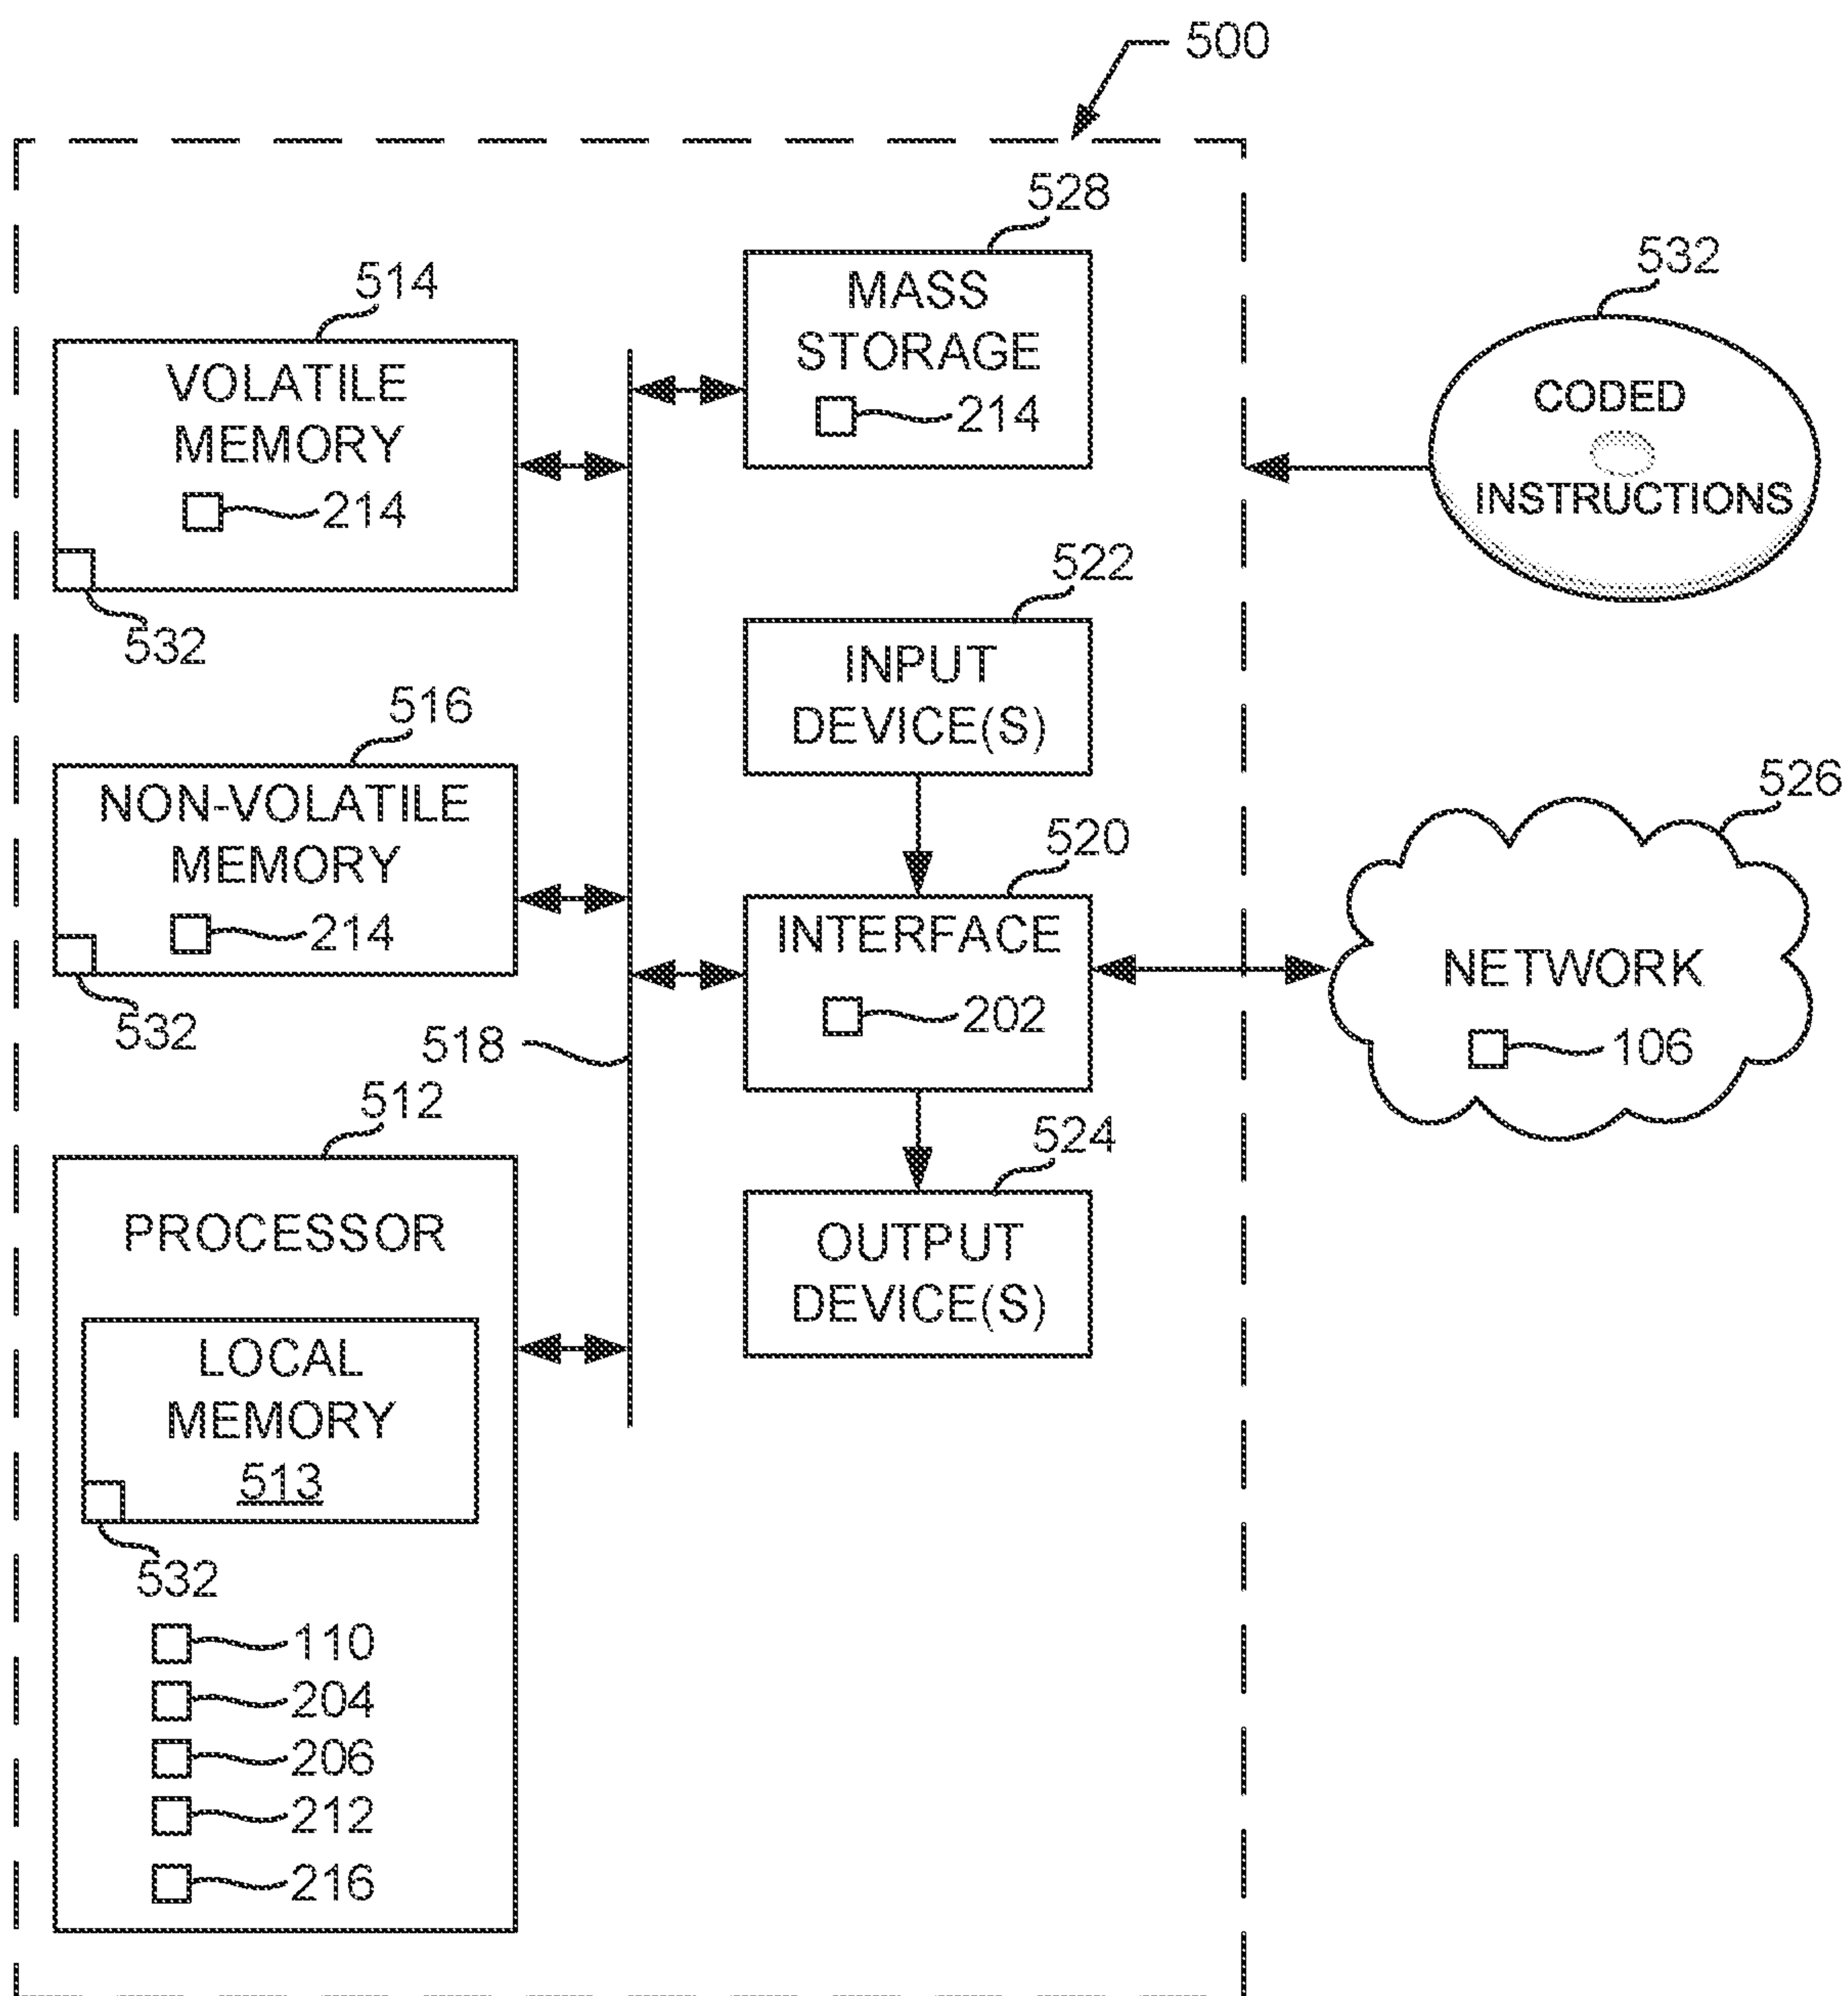 500
528
MASS
STORAGE
214
514
VOLATILE
MEMORY
214
532
532
CODED
INSTRUCTIONS
522
INPUT
DEVICE(S)
516
NON-VOLATILE
MEMORY
214
532
520
INTERFACE
202
518
526
NETWORK
106
524
OUTPUT
DEVICE(S)
512
PROCESSOR
LOCAL
MEMORY
513
532
110
204
206
212
216